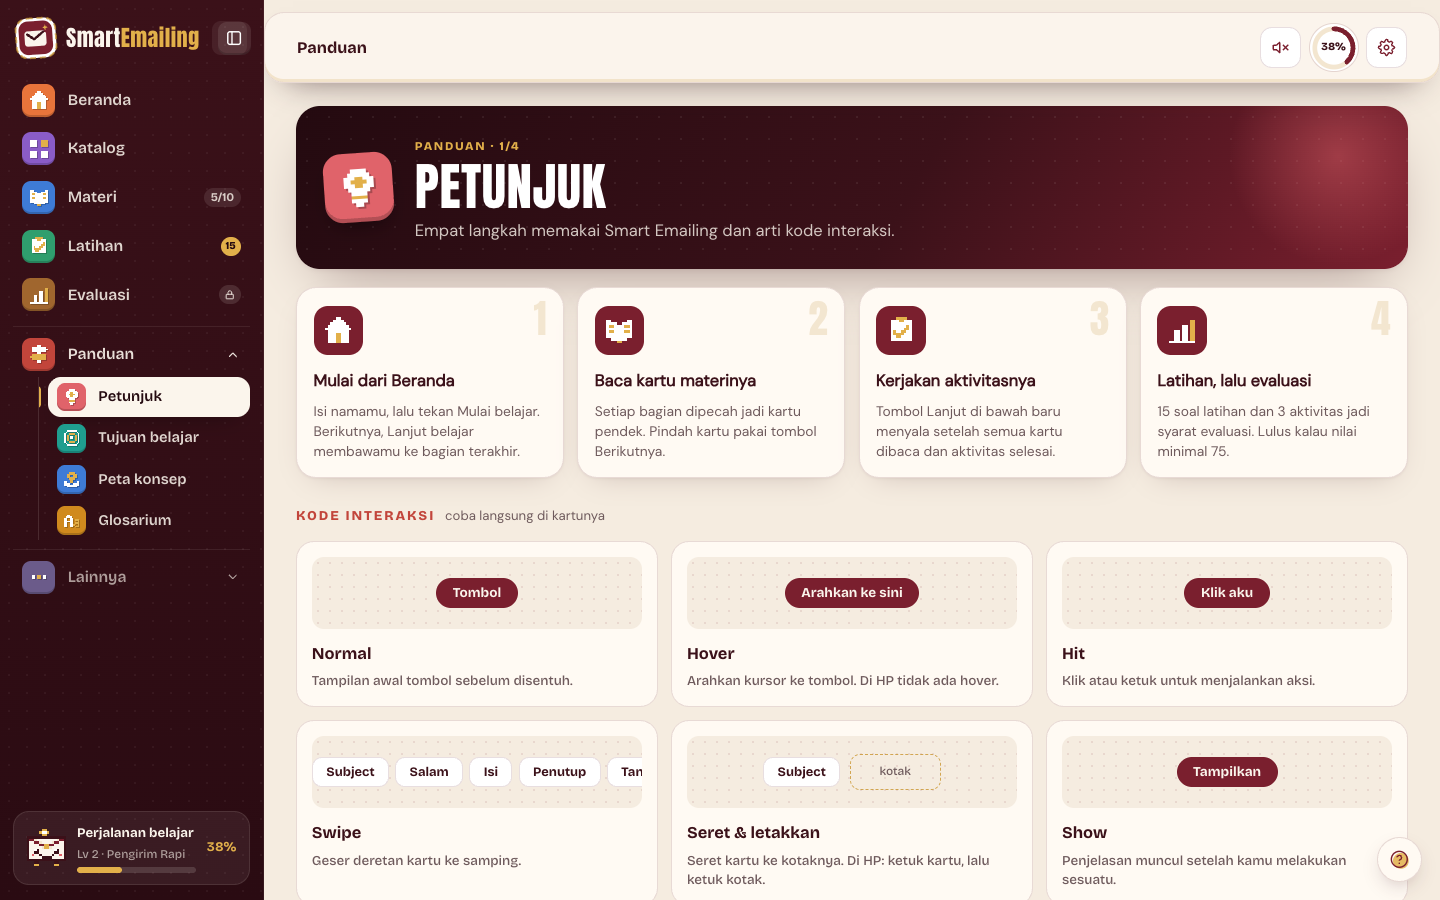 SmartEmailing
Beranda
Katalog
Materi
5/10
Latihan
15
Evaluasi
Panduan
Petunjuk
Tujuan belajar
Peta konsep
Glosarium
Lainnya
Perjalanan belajar
Lv 2 · Pengirim Rapi
38%
Panduan
38%
PANDUAN · 1/4
PETUNJUK
Empat langkah memakai Smart Emailing dan arti kode interaksi.
1
Mulai dari Beranda
Isi namamu, lalu tekan Mulai belajar.
Berikutnya, Lanjut belajar
membawamu ke bagian terakhir.
2
Baca kartu materinya
Setiap bagian dipecah jadi kartu
pendek. Pindah kartu pakai tombol
Berikutnya.
3
Kerjakan aktivitasnya
Tombol Lanjut di bawah baru
menyala setelah semua kartu
dibaca dan aktivitas selesai.
4
Latihan, lalu evaluasi
15 soal latihan dan 3 aktivitas jadi
syarat evaluasi. Lulus kalau nilai
minimal 75.
KODE INTERAKSI coba langsung di kartunya
Tombol
Normal
Tampilan awal tombol sebelum disentuh.
Arahkan ke sini
Hover
Arahkan kursor ke tombol. Di HP tidak ada hover.
Klik aku
Hit
Klik atau ketuk untuk menjalankan aksi.
Subject Salam Isi Penutup Tan
Swipe
Geser deretan kartu ke samping.
Subject kotak
Seret & letakkan
Seret kartu ke kotaknya. Di HP: ketuk kartu, lalu
ketuk kotak.
Tampilkan
Show
Penjelasan muncul setelah kamu melakukan
sesuatu.